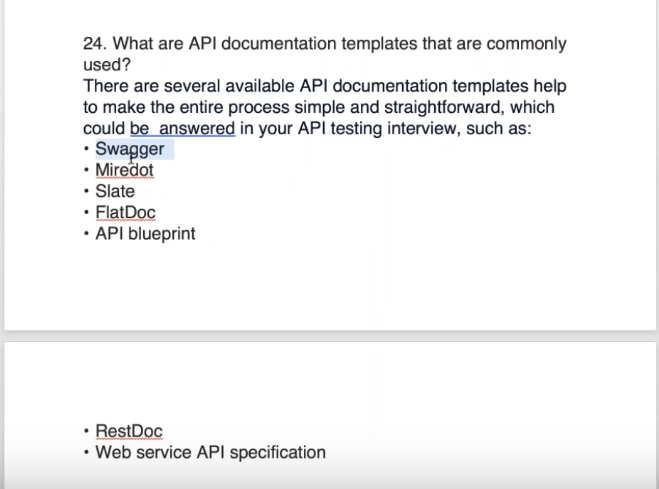 24. What are API documentation templates that are commonly
used?
There are several available API documentation templates help
to make the entire process simple and straightforward, which
could be  answered in your API testing interview, such as:
• Swagger
• Miredot
• Slate
• FlatDoc
• API blueprint
• RestDoc
• Web service API specification